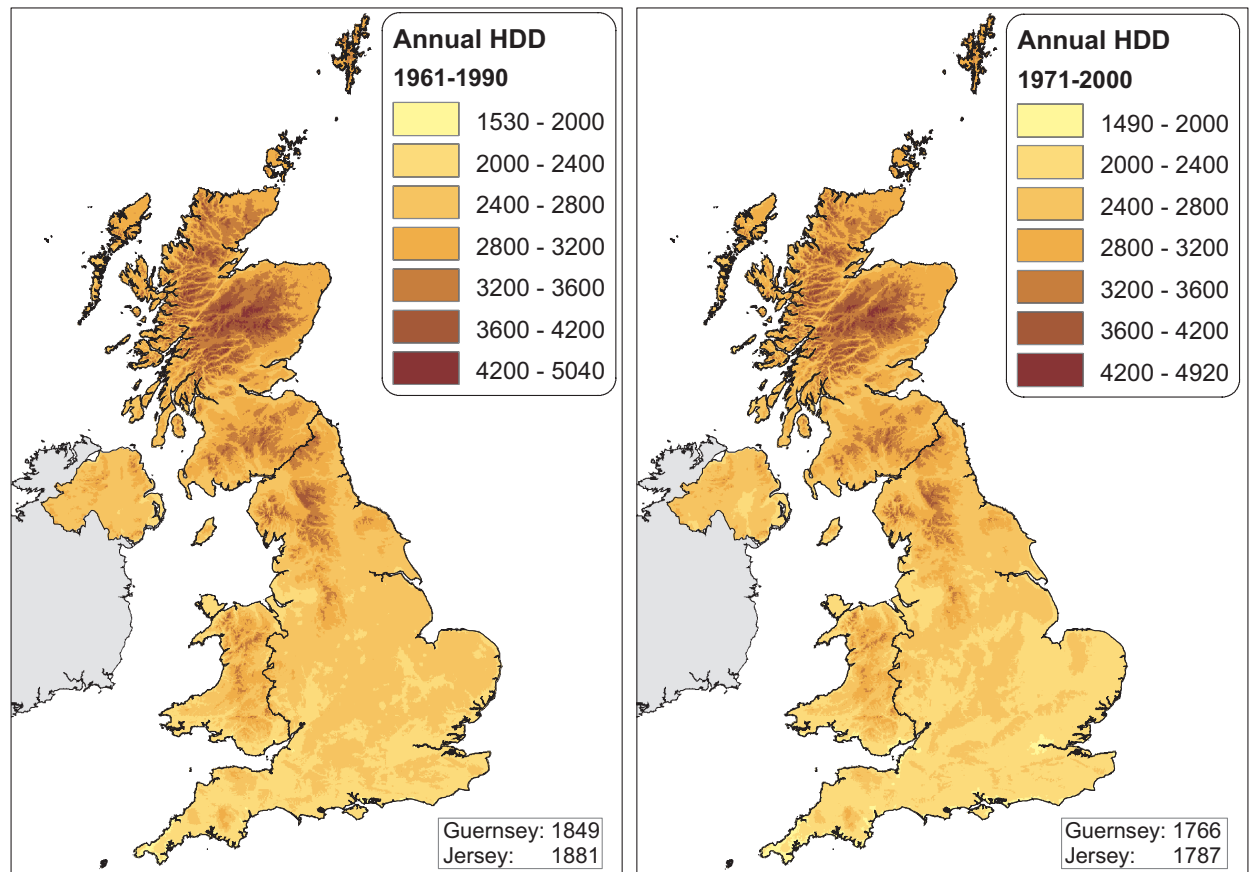 Annual HDD
1961-1990
1530 - 2000
2000 - 2400
2400 - 2800
2800 - 3200
3200 - 3600
3600 - 4200
4200 - 5040
Guernsey: 1849
Jersey: 1881
Annual HDD
1971-2000
1490 - 2000
2000 - 2400
2400 - 2800
2800 - 3200
3200 - 3600
3600 - 4200
4200 - 4920
Guernsey: 1766
Jersey: 1787